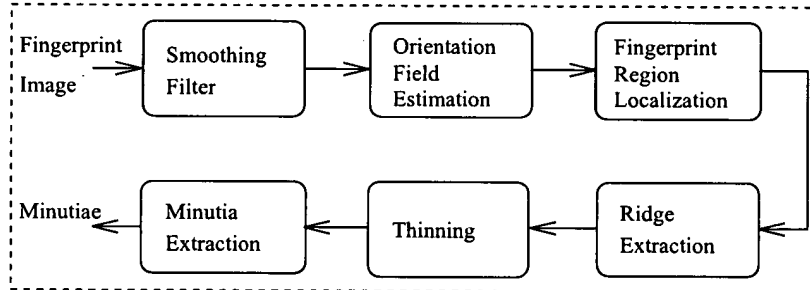 Fingerprint
Image
Smoothing
Filter
Orientation
Field
Estimation
Fingerprint
Region
Localization
Ridge
Extraction
Thinning
Minutia
Extraction
Minutiae